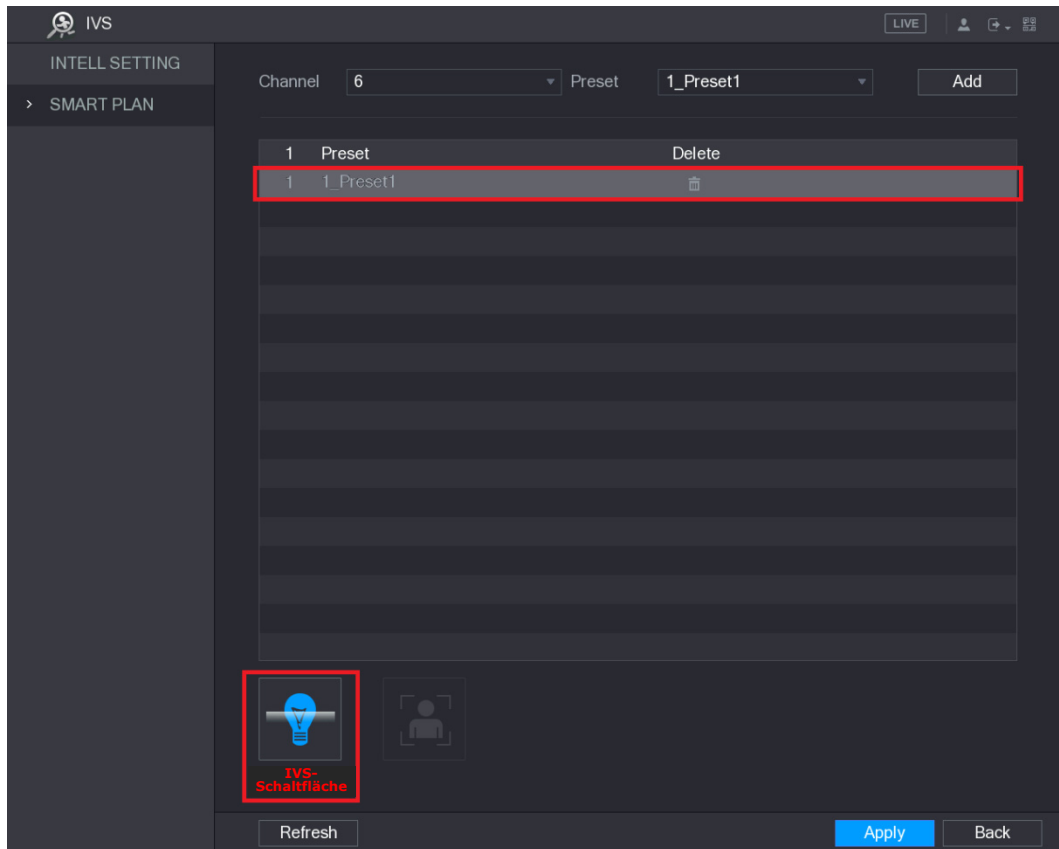 IVS
LIVE
INTELL SETTING
> SMART PLAN
Channel 6 Preset 1_Preset1 Add
1 Preset Delete
1 1_Preset1
IVS-
Schaltfläche
Refresh Apply Back